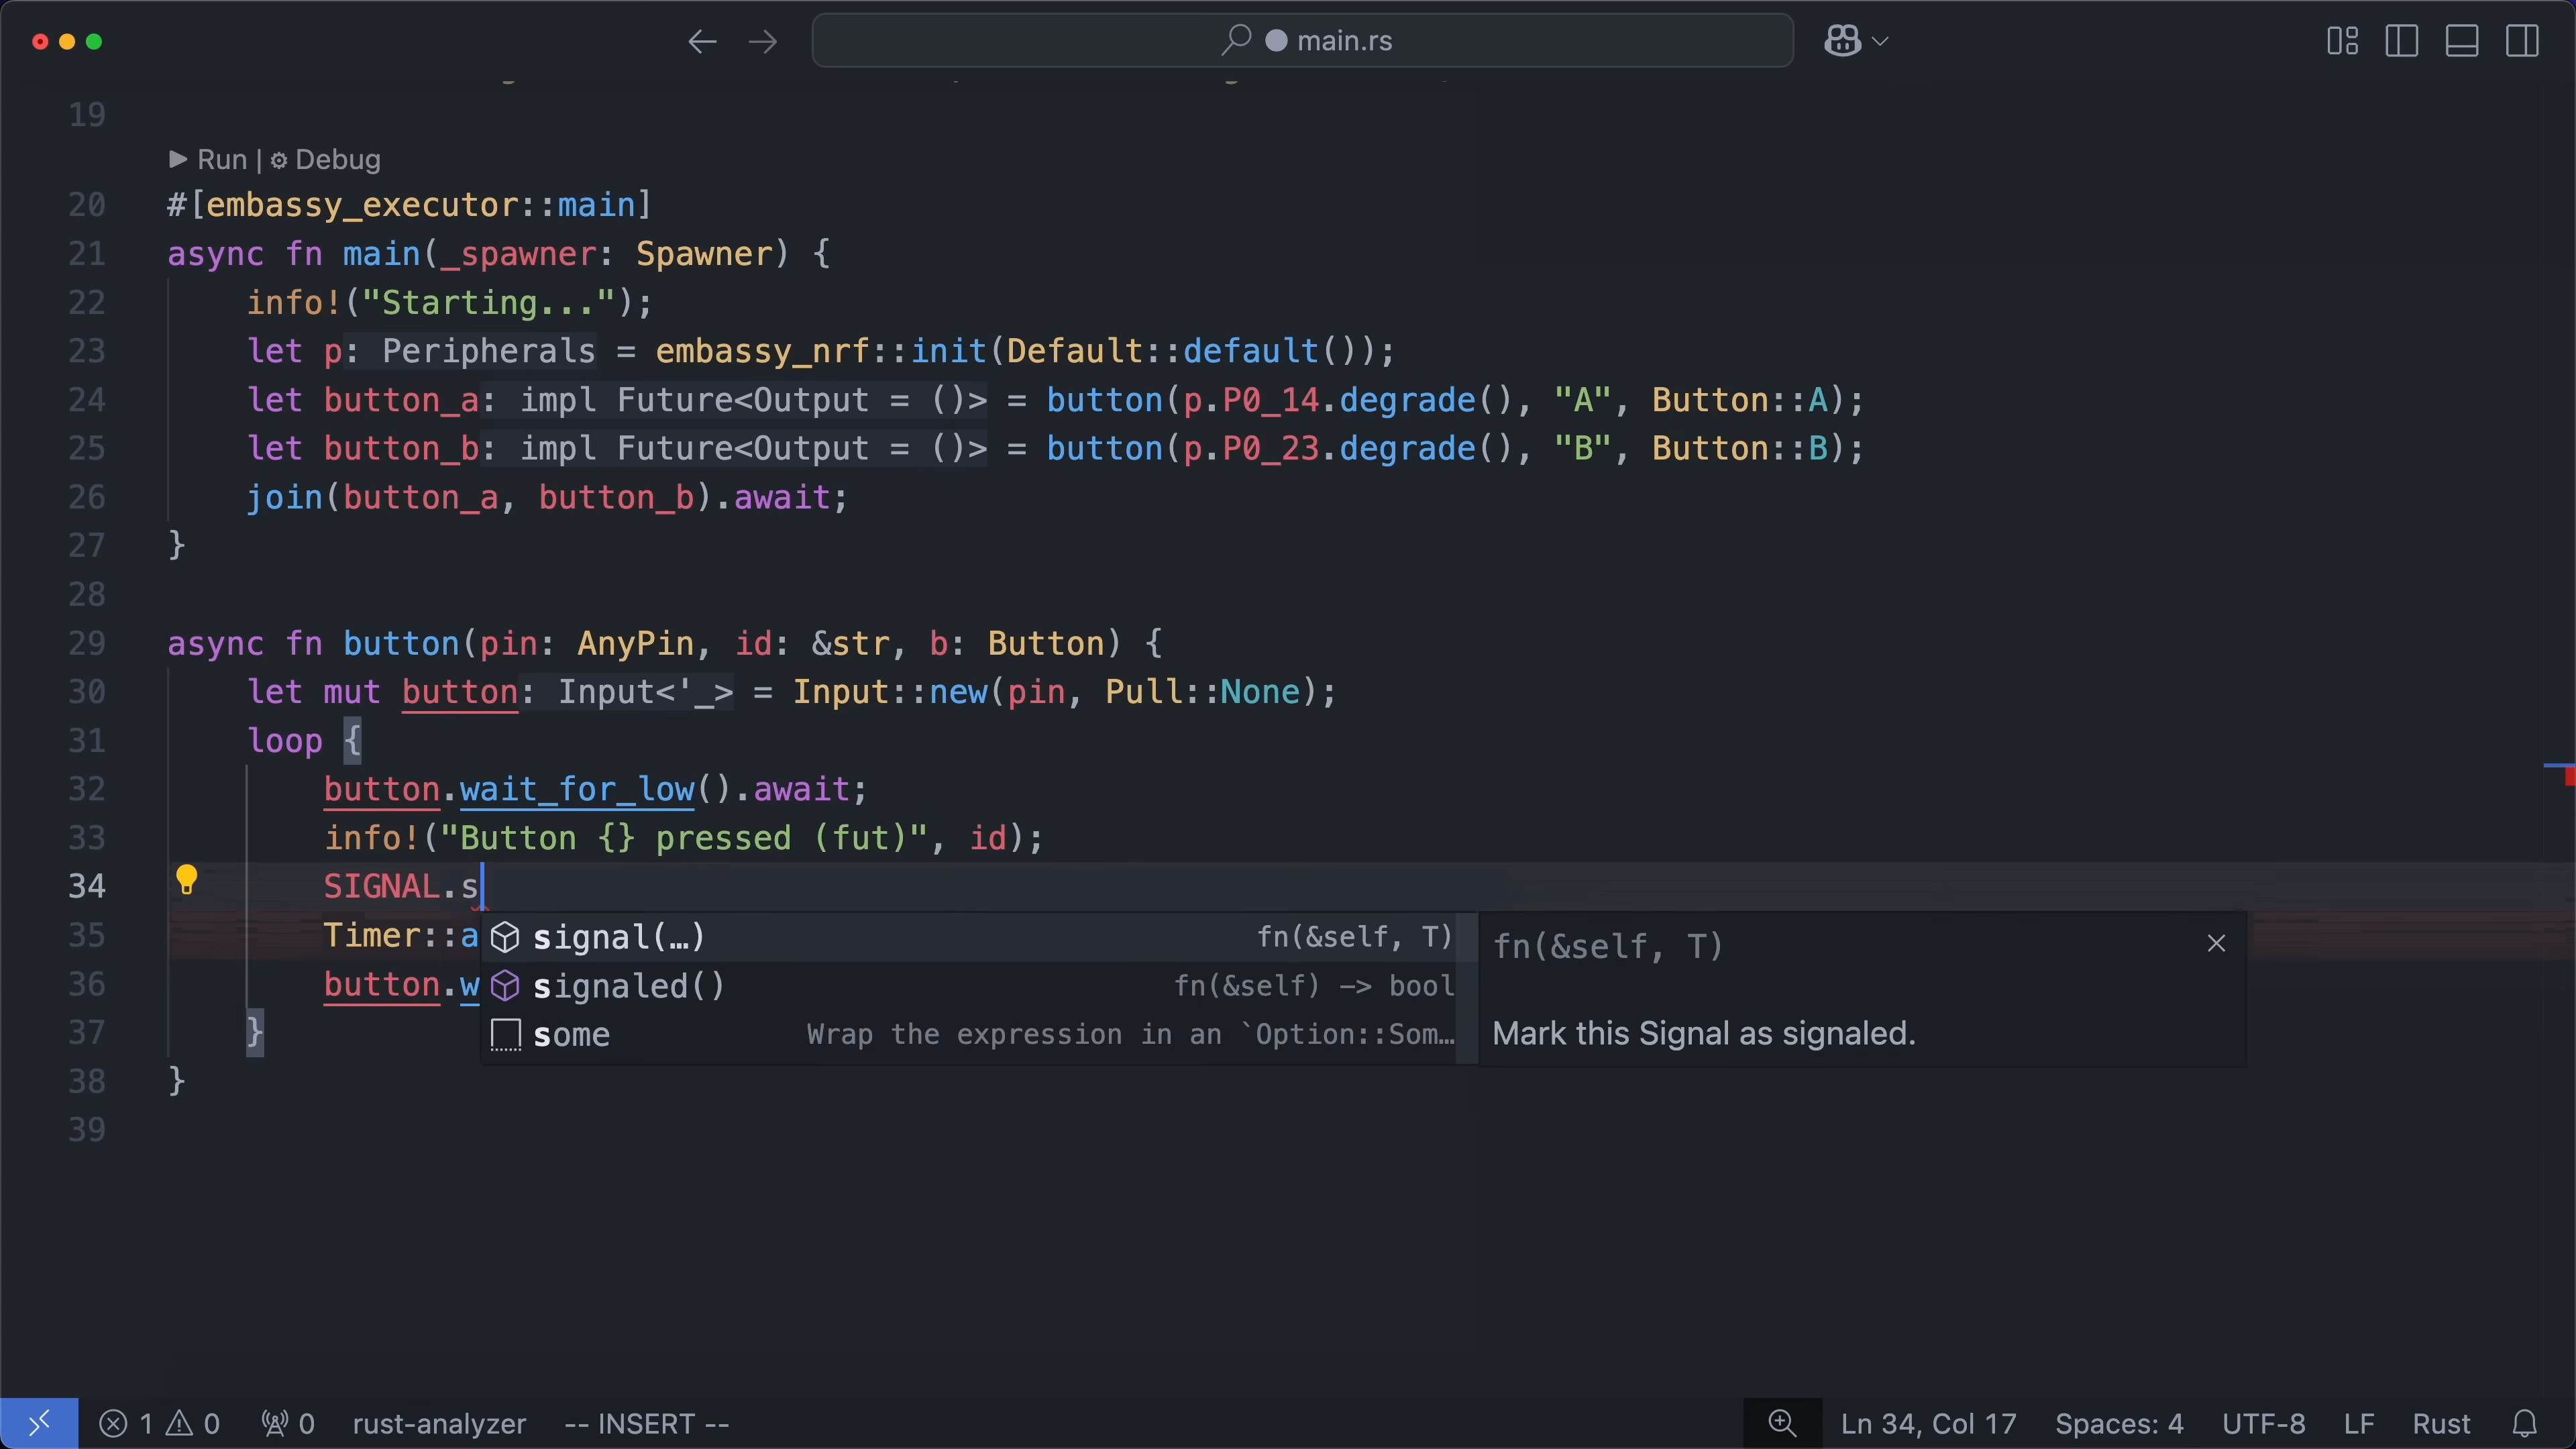 main.rs
19
Run | Debug
20 #[embassy_executor::main]
21 async fn main(_spawner: Spawner) {
22 info!("Starting...");
23 let p: Peripherals = embassy_nrf::init(Default::default());
24 let button_a: impl Future<Output = ()> = button(p.P0_14.degrade(), "A", Button::A);
25 let button_b: impl Future<Output = ()> = button(p.P0_23.degrade(), "B", Button::B);
26 join(button_a, button_b).await;
27 }
28
29 async fn button(pin: AnyPin, id: &str, b: Button) {
30 let mut button: Input<'_> = Input::new(pin, Pull::None);
31 loop {
32 button.wait_for_low().await;
33 info!("Button {} pressed (fut)", id);
34 SIGNAL.s
35 Timer::a
signal(…) fn(&self, T)
fn(&self, T)
36 button.w
signaled() fn(&self) -> bool
37 }
some Wrap the expression in an `Option::Som…
Mark this Signal as signaled.
38 }
39
1 0 0 rust-analyzer -- INSERT -- Ln 34, Col 17 Spaces: 4 UTF-8 LF Rust